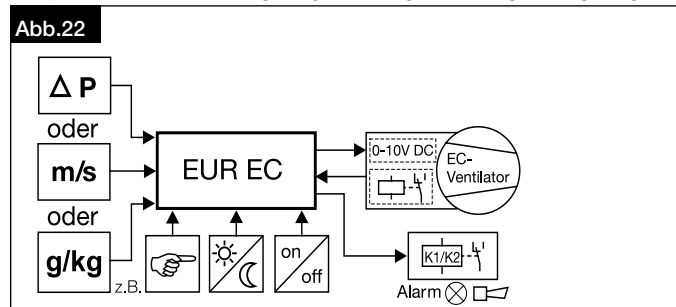 Abb.22
Δ P
oder
m/s
oder
g/kg
z.B.
EUR EC
on
off
0-10V DC
EC-
Ventilator
K1/K2
Alarm